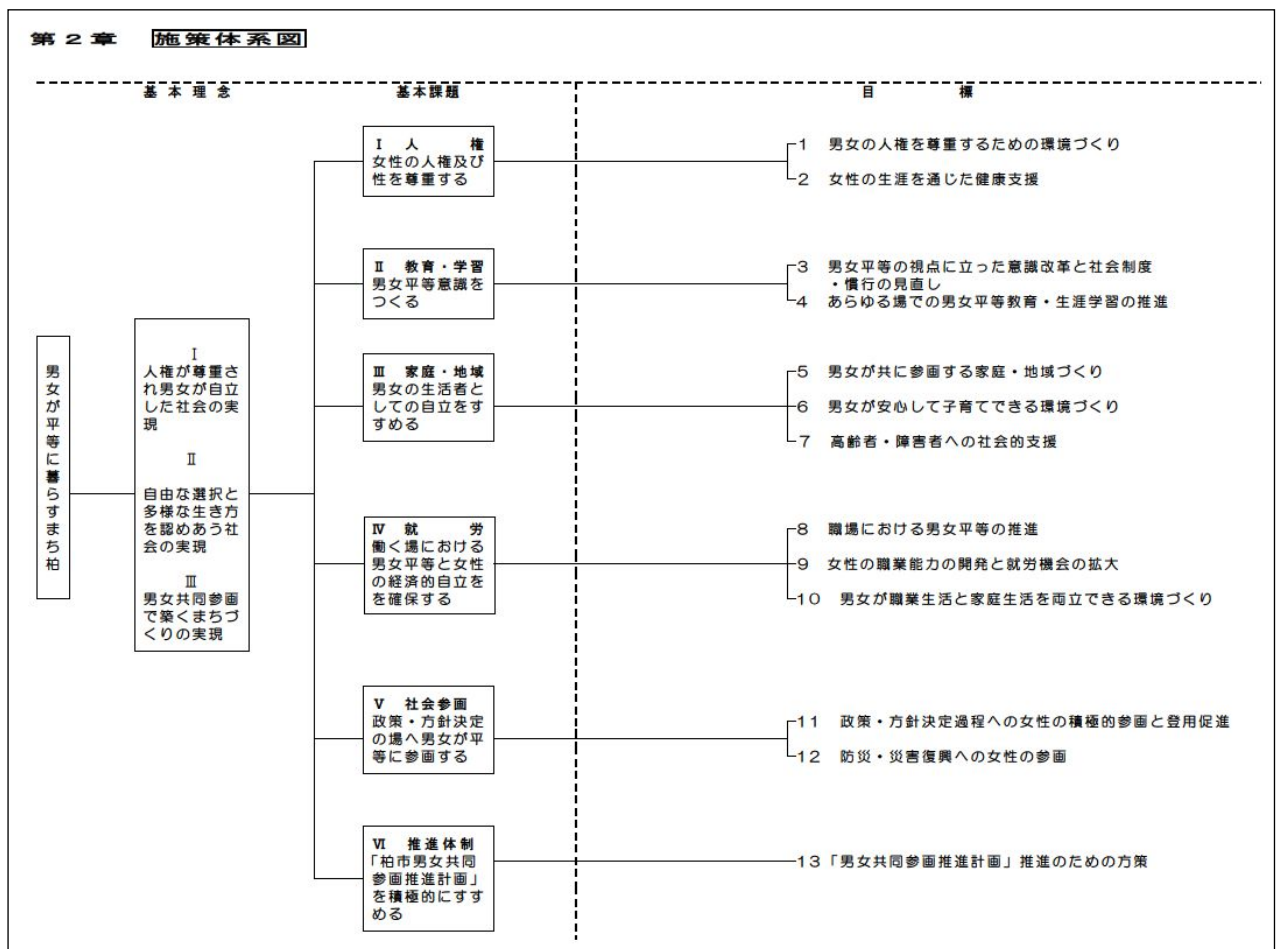 第２章 施策体系図
基本理念 基本課題 目標
男女が平等に暮らすまち柏
Ⅰ
人権が尊重さ
れ男女が自立
した社会の実
現
Ⅱ
自由な選択と
多様な生き方
を認めあう社
会の実現
Ⅲ
男女共同参画
で築くまちづ
くりの実現
Ⅰ 人権
女性の人権及び
性を尊重する
1 男女の人権を尊重するための環境づくり
2 女性の生涯を通じた健康支援
Ⅱ 教育・学習
男女平等意識を
つくる
3 男女平等の視点に立った意識改革と社会制度
・慣行の見直し
4 あらゆる場での男女平等教育・生涯学習の推進
Ⅲ 家庭・地域
男女の生活者と
しての自立をす
すめる
5 男女が共に参画する家庭・地域づくり
6 男女が安心して子育てできる環境づくり
7 高齢者・障害者への社会的支援
Ⅳ 就労
働く場における
男女平等と女性
の経済的自立を
を確保する
8 職場における男女平等の推進
9 女性の職業能力の開発と就労機会の拡大
10 男女が職業生活と家庭生活を両立できる環境づくり
Ⅴ 社会参画
政策・方針決定
の場へ男女が平
等に参画する
11 政策・方針決定過程への女性の積極的参画と登用促進
12 防災・災害復興への女性の参画
Ⅵ 推進体制
「柏市男女共同
参画推進計画」
を積極的にすす
める
13「男女共同参画推進計画」推進のための方策